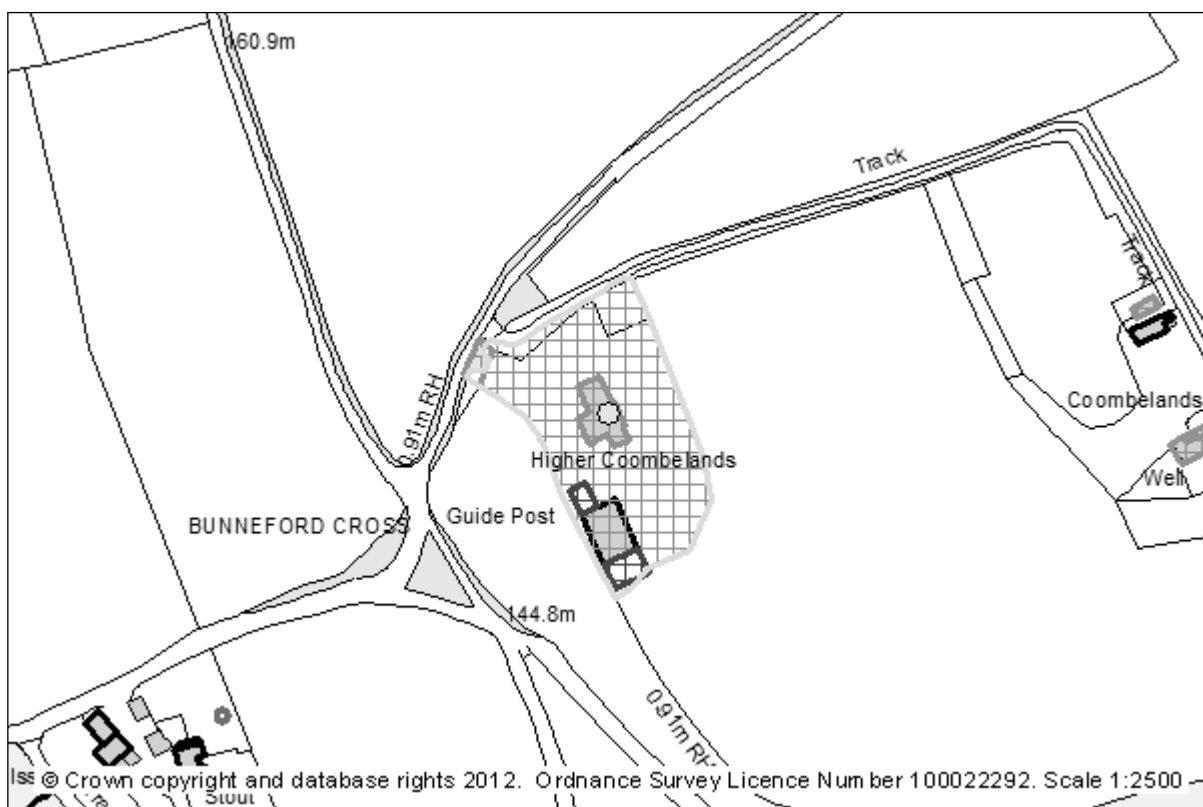 160.9m
Track
Track
0.91m RH
Coombelands
Higher Coombelands
Well
BUNNEFORD CROSS
Guide Post
144.8m
0.91m RH
Iss
© Crown copyright and database rights 2012. Ordnance Survey Licence Number 100022292. Scale 1:2500
Stout